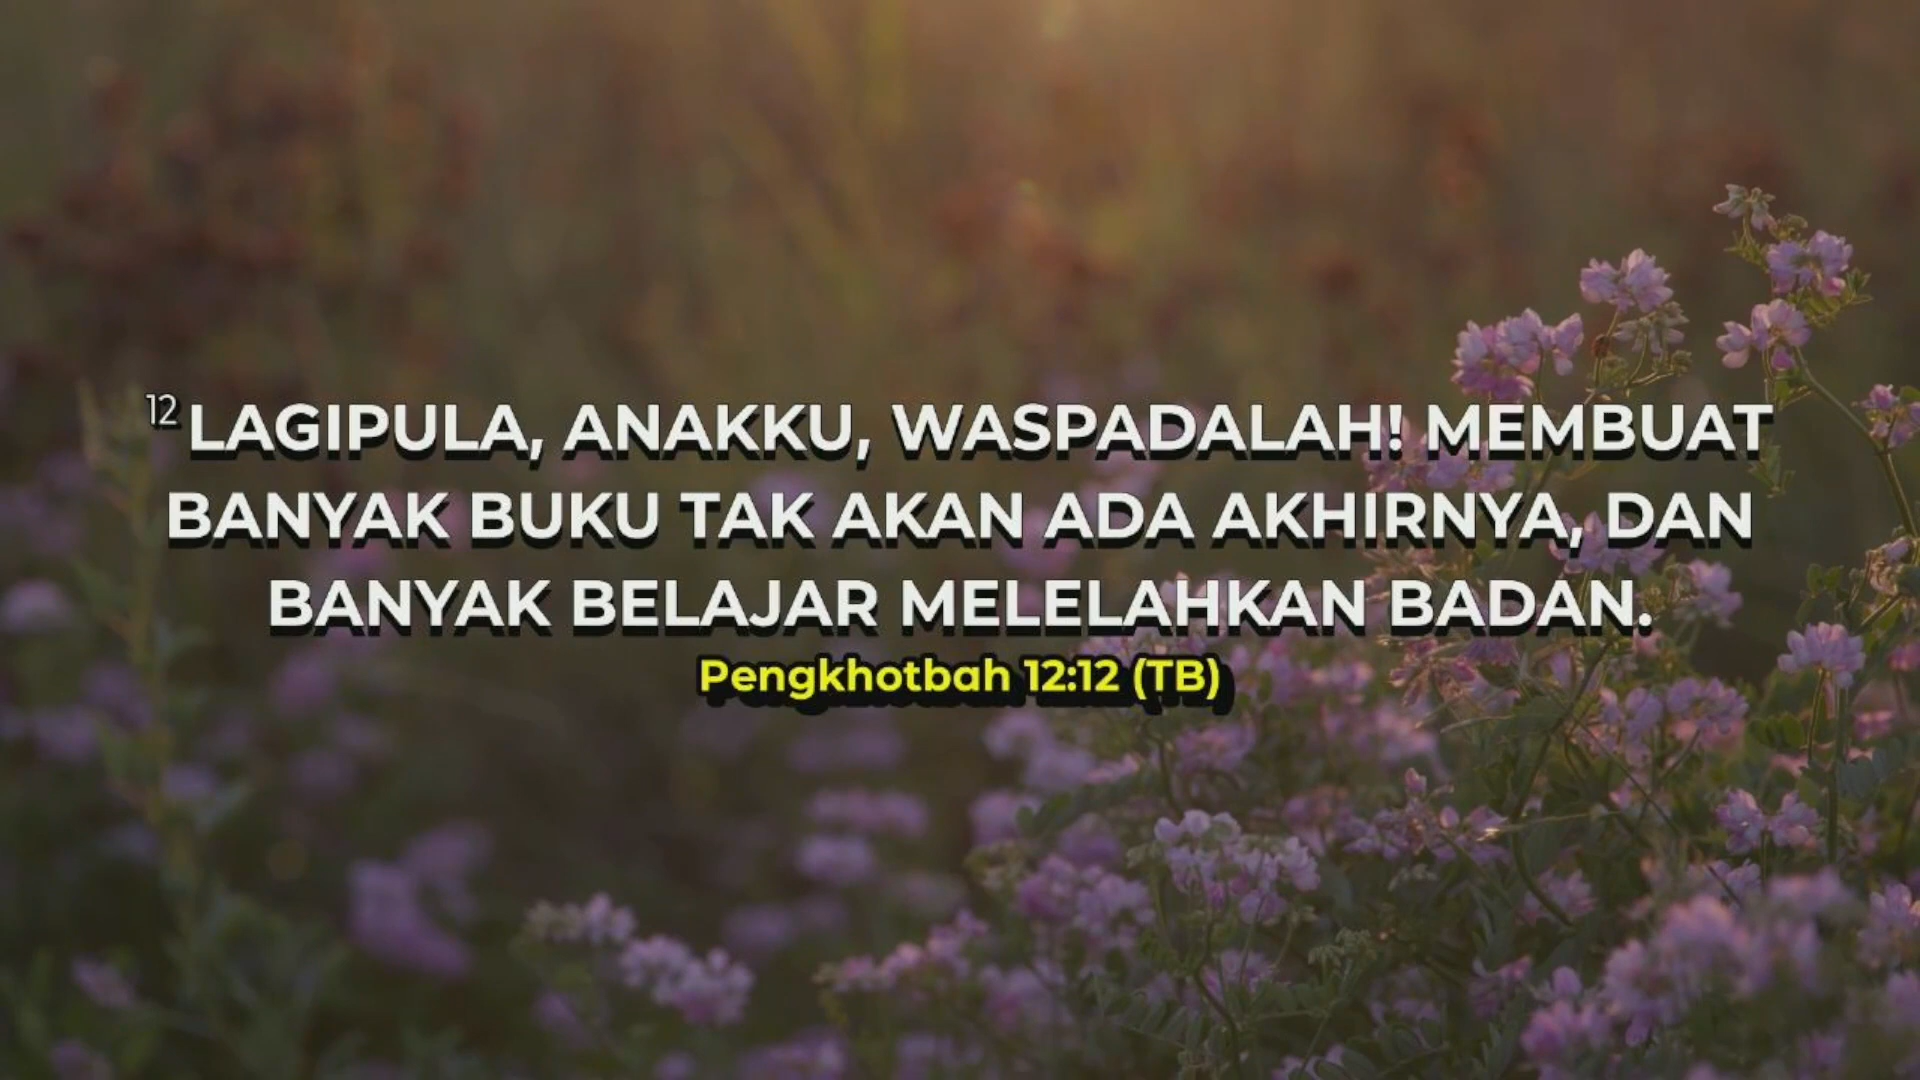 12 LAGIPULA, ANAKKU, WASPADALAH! MEMBUAT
BANYAK BUKU TAK AKAN ADA AKHIRNYA, DAN
BANYAK BELAJAR MELELAHKAN BADAN.
Pengkhotbah 12:12 (TB)